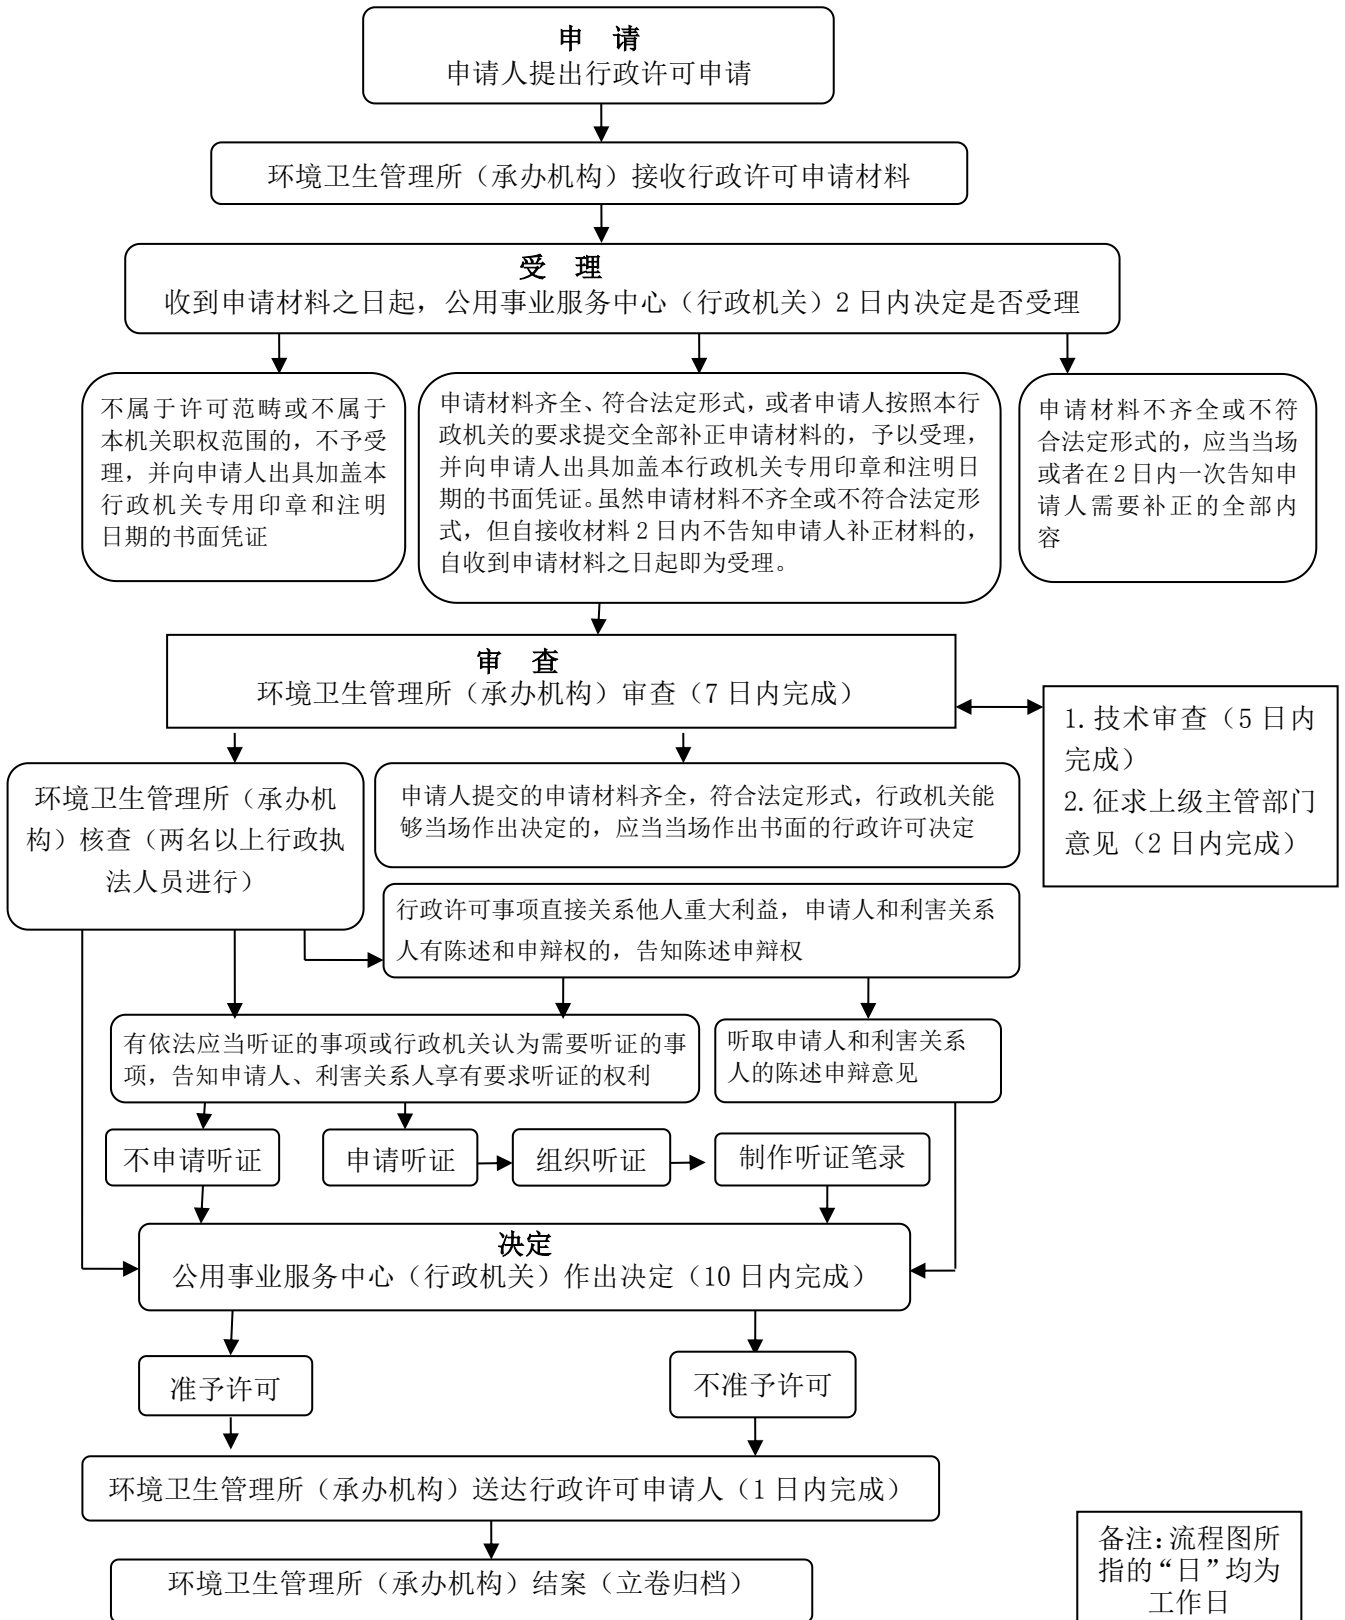 申　请
申请人提出行政许可申请
环境卫生管理所（承办机构）接收行政许可申请材料
受　理
收到申请材料之日起，公用事业服务中心（行政机关）2 日内决定是否受理
不属于许可范畴或不属于
本机关职权范围的，不予受
理，并向申请人出具加盖本
行政机关专用印章和注明
日期的书面凭证
申请材料齐全、符合法定形式，或者申请人按照本行
政机关的要求提交全部补正申请材料的，予以受理，
并向申请人出具加盖本行政机关专用印章和注明日
期的书面凭证。虽然申请材料不齐全或不符合法定形
式，但自接收材料 2 日内不告知申请人补正材料的，
自收到申请材料之日起即为受理。
申请材料不齐全或不符
合法定形式的，应当当场
或者在 2 日内一次告知申
请人需要补正的全部内
容
审　查
环境卫生管理所（承办机构）审查（7 日内完成）
1.技术审查（5 日内
完成）
2.征求上级主管部门
意见（2 日内完成）
环境卫生管理所（承办机
构）核查（两名以上行政执
法人员进行）
申请人提交的申请材料齐全，符合法定形式，行政机关能
够当场作出决定的，应当当场作出书面的行政许可决定
行政许可事项直接关系他人重大利益，申请人和利害关系
人有陈述和申辩权的，告知陈述申辩权
有依法应当听证的事项或行政机关认为需要听证的事
项，告知申请人、利害关系人享有要求听证的权利
听取申请人和利害关系
人的陈述申辩意见
不申请听证
申请听证
组织听证
制作听证笔录
决定
公用事业服务中心（行政机关）作出决定（10 日内完成）
准予许可
不准予许可
环境卫生管理所（承办机构）送达行政许可申请人（1 日内完成）
环境卫生管理所（承办机构）结案（立卷归档）
备注：流程图所
指的“日”均为
工作日